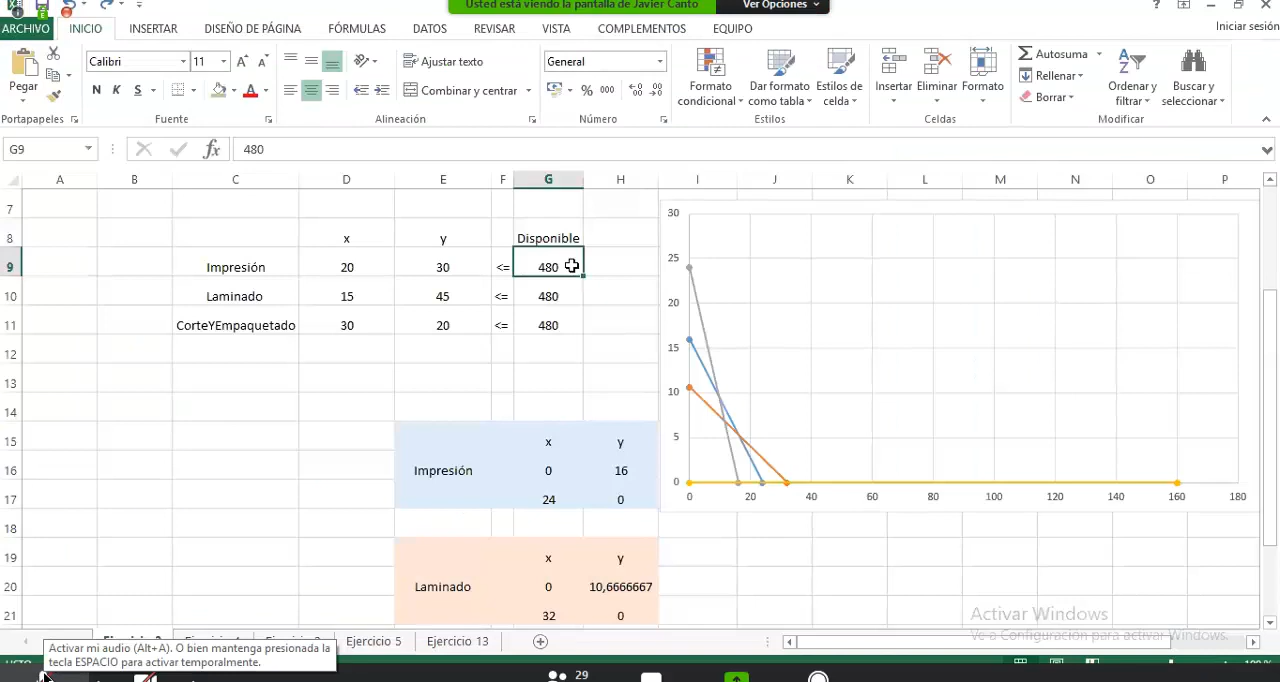 Usted está viendo la pantalla de Javier Canto
Ver Opciones
ARCHIVO INICIO INSERTAR DISEÑO DE PÁGINA FÓRMULAS DATOS REVISAR VISTA COMPLEMENTOS EQUIPO
Iniciar sesión
Pegar
Calibri 11
N K S
Ajustar texto
Combinar y centrar
General
% 000
Formato condicional
Dar formato como tabla
Estilos de celda
Insertar
Eliminar
Formato
Autosuma
Rellenar
Borrar
Ordenar y filtrar
Buscar y seleccionar
Portapapeles Fuente Alineación Número Estilos Celdas Modificar
G9 fx 480
A B C D E F G H I J K L M N O P
7
8 x y Disponible
9 Impresión 20 30 <= 480
10 Laminado 15 45 <= 480
11 CorteYEmpaquetado 30 20 <= 480
12
13
14
15 x y
16 Impresión 0 16
17 24 0
18
19 x y
20 Laminado 0 10,6666667
21 32 0
30
25
20
15
10
5
0
0 20 40 60 80 100 120 140 160 180
Activar Windows
Ve a Configuración para activar Windows.
Ejercicio 5 Ejercicio 13
Activar mi audio (Alt+A). O bien mantenga presionada la
tecla ESPACIO para activar temporalmente.
29